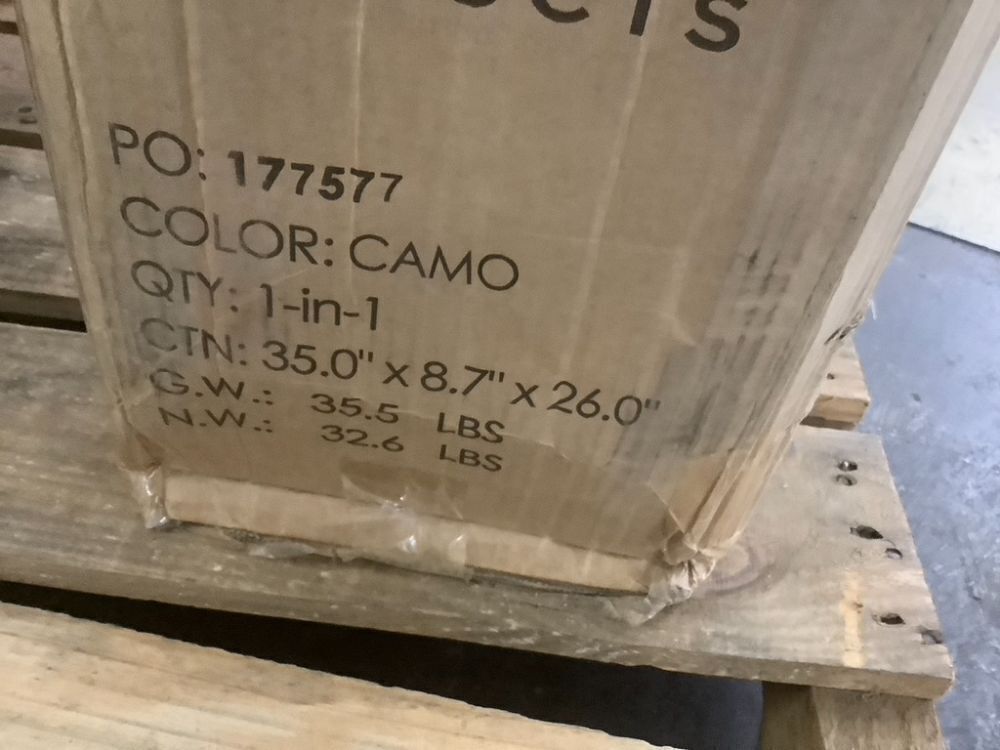 PO: 177577
COLOR: CAMO
QTY: 1-in-1
CTN: 35.0" x 8.7" x 26.0"
G.W.: 35.5 LBS
N.W.: 32.6 LBS